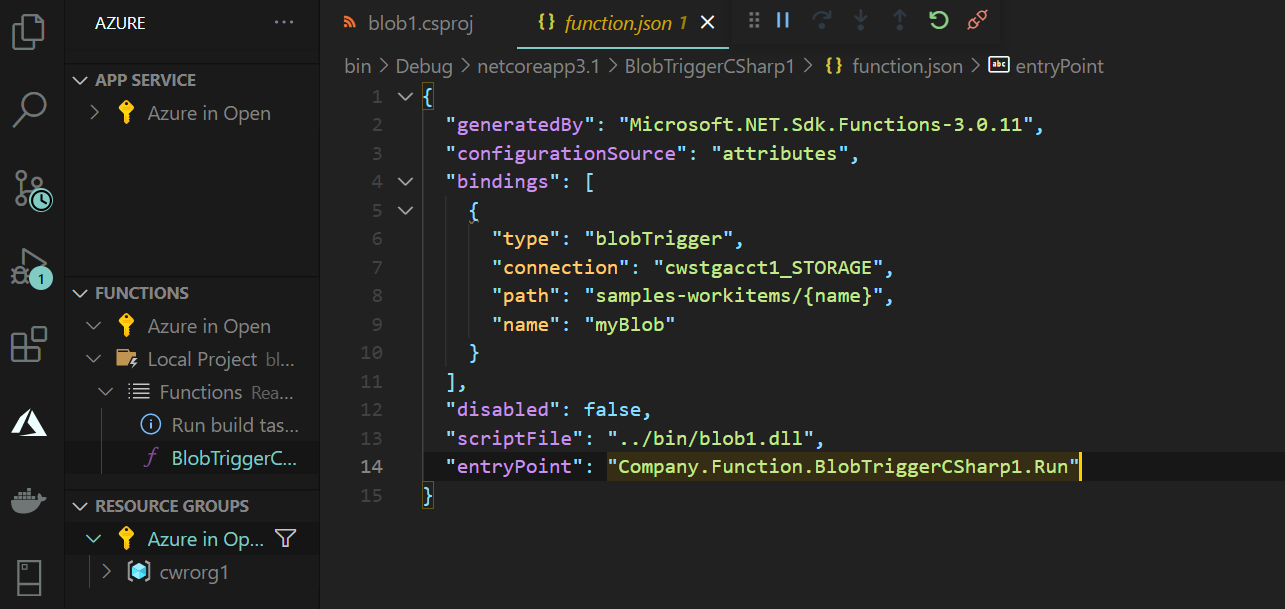 AZURE
···
APP SERVICE
Azure in Open
FUNCTIONS
Azure in Open
Local Project bl...
Functions Rea...
Run build tas...
BlobTriggerC...
RESOURCE GROUPS
Azure in Op...
cwrorg1
1
blob1.csproj
{} function.json 1
bin > Debug > netcoreapp3.1 > BlobTriggerCSharp1 > {} function.json > abc entryPoint
1 {
2 "generatedBy": "Microsoft.NET.Sdk.Functions-3.0.11",
3 "configurationSource": "attributes",
4 "bindings": [
5 {
6 "type": "blobTrigger",
7 "connection": "cwstgacct1_STORAGE",
8 "path": "samples-workitems/{name}",
9 "name": "myBlob"
10 }
11 ],
12 "disabled": false,
13 "scriptFile": "../bin/blob1.dll",
14 "entryPoint": "Company.Function.BlobTriggerCSharp1.Run"
15 }